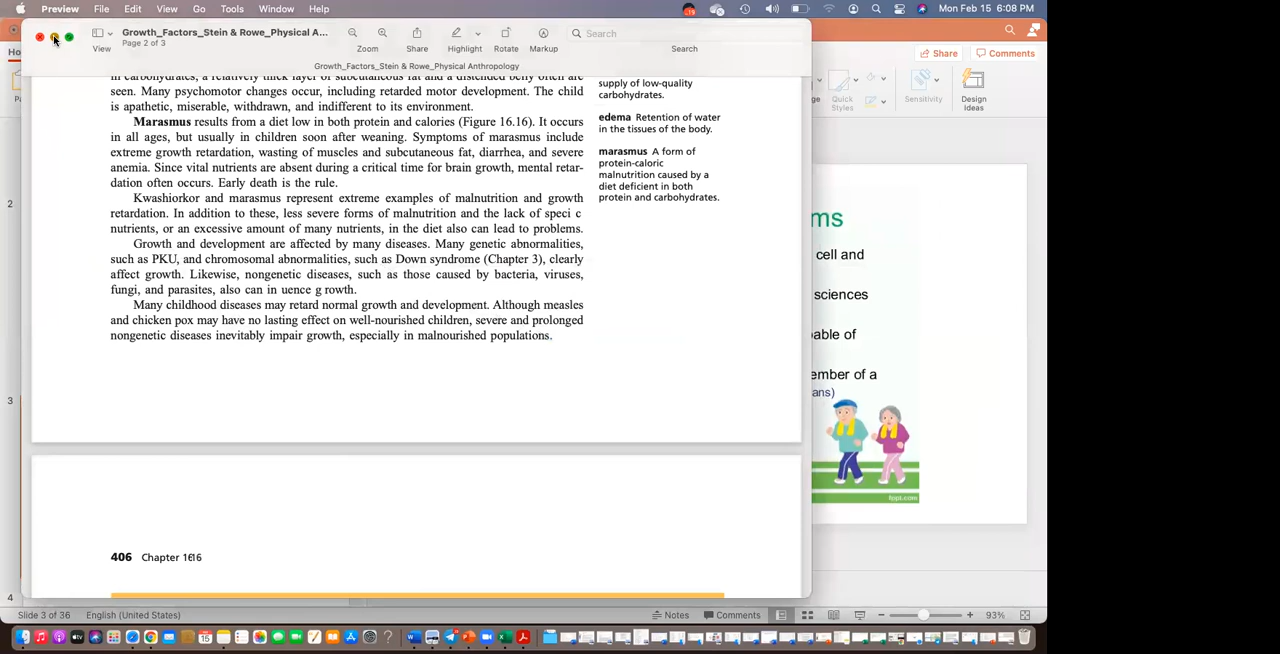 Preview File Edit View Go Tools Window Help
Mon Feb 15 6:08 PM
Growth_Factors_Stein & Rowe_Physical A...
Page 2 of 3
Search
View Zoom Share Highlight Rotate Markup Search
Growth_Factors_Stein & Rowe_Physical Anthropology
in carbohydrates, a relatively thick layer of subcutaneous fat and a distended belly often are
seen. Many psychomotor changes occur, including retarded motor development. The child
is apathetic, miserable, withdrawn, and indifferent to its environment.
Marasmus results from a diet low in both protein and calories (Figure 16.16). It occurs
in all ages, but usually in children soon after weaning. Symptoms of marasmus include
extreme growth retardation, wasting of muscles and subcutaneous fat, diarrhea, and severe
anemia. Since vital nutrients are absent during a critical time for brain growth, mental retar-
dation often occurs. Early death is the rule.
Kwashiorkor and marasmus represent extreme examples of malnutrition and growth
retardation. In addition to these, less severe forms of malnutrition and the lack of speci c
nutrients, or an excessive amount of many nutrients, in the diet also can lead to problems.
Growth and development are affected by many diseases. Many genetic abnormalities,
such as PKU, and chromosomal abnormalities, such as Down syndrome (Chapter 3), clearly
affect growth. Likewise, nongenetic diseases, such as those caused by bacteria, viruses,
fungi, and parasites, also can in uence g rowth.
Many childhood diseases may retard normal growth and development. Although measles
and chicken pox may have no lasting effect on well-nourished children, severe and prolonged
nongenetic diseases inevitably impair growth, especially in malnourished populations.
supply of low-quality
carbohydrates.
edema Retention of water
in the tissues of the body.
marasmus A form of
protein-caloric
malnutrition caused by a
diet deficient in both
protein and carbohydrates.
406 Chapter 16
Share
Comments
Quick
Styles
Sensitivity
Design
Ideas
2
3
4
ms
cell and
sciences
able of
ember of a
ans)
fppt.com
Slide 3 of 36 English (United States)
Notes Comments
93%